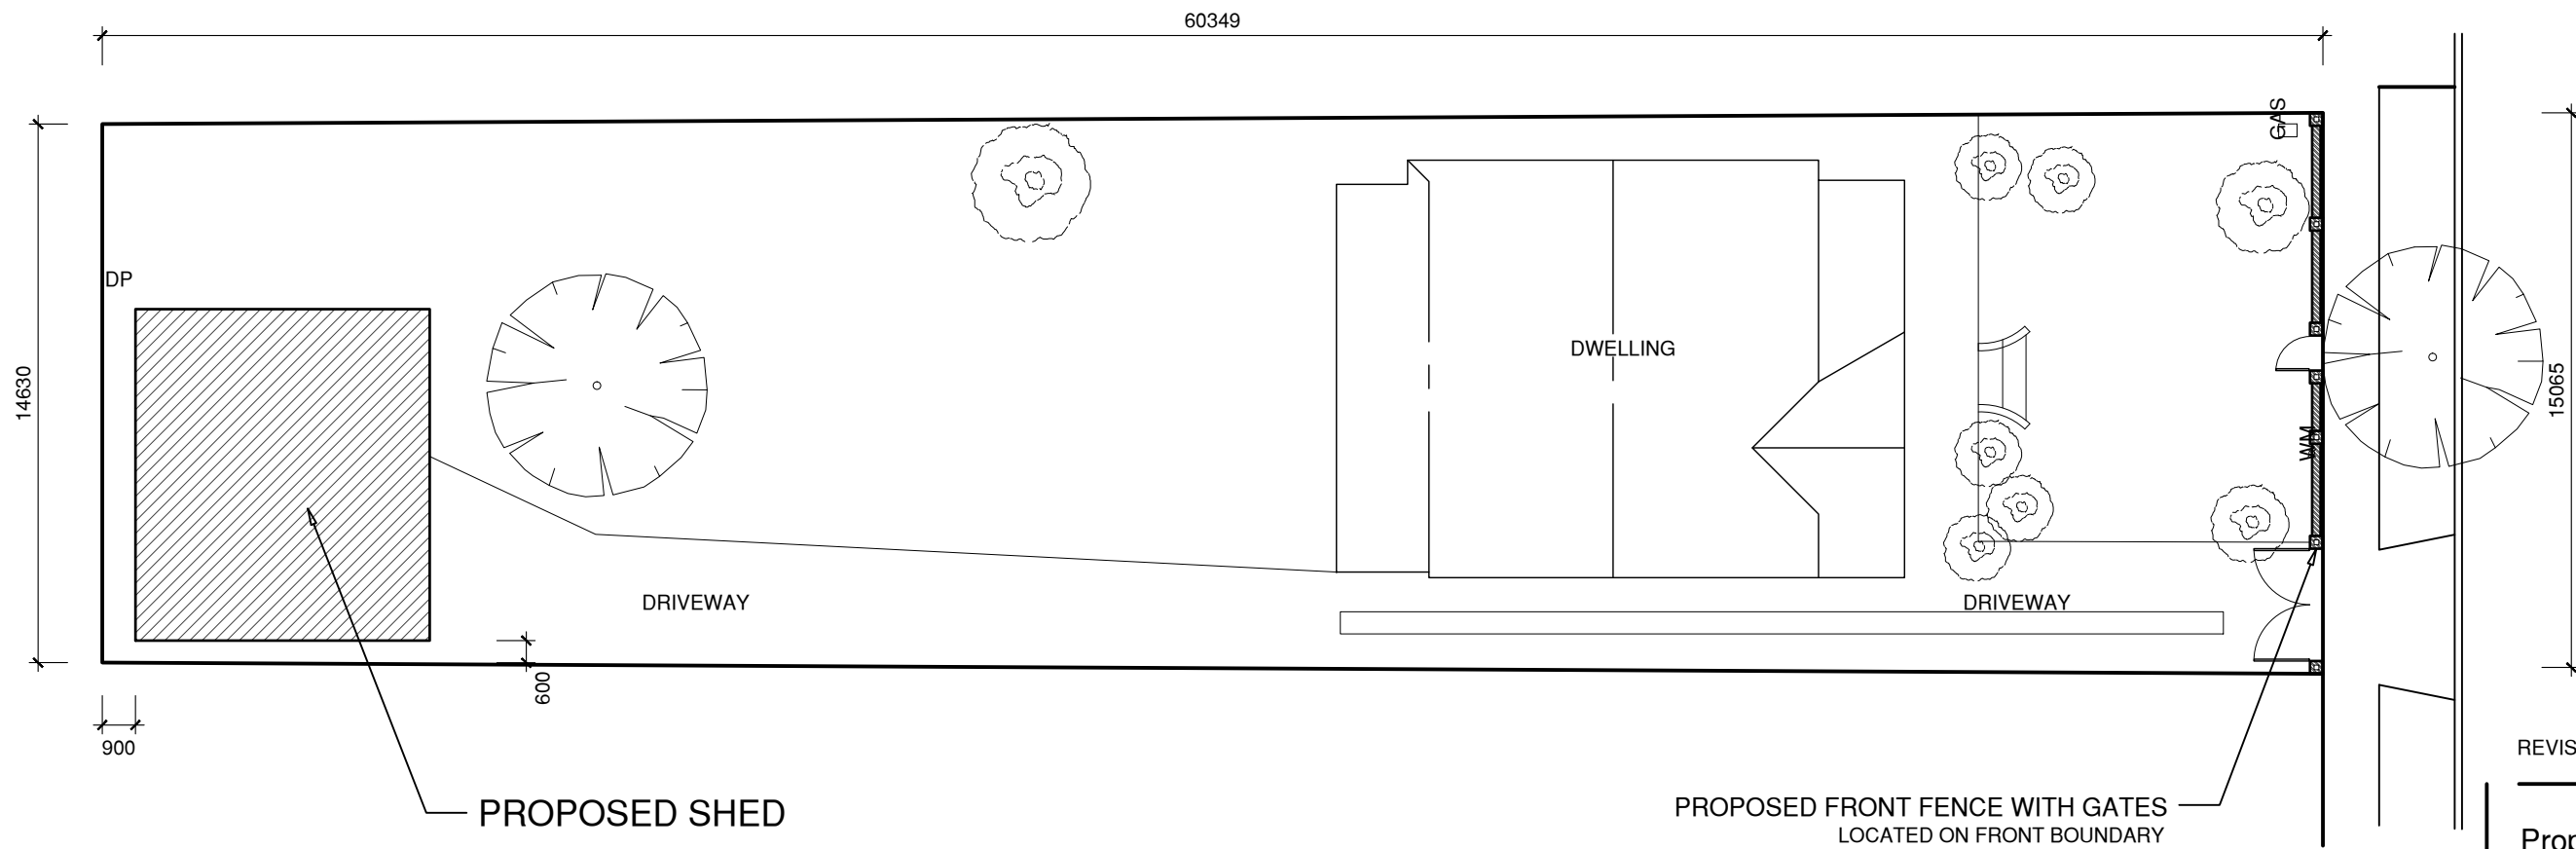 60349
GAS
DP
DWELLING
14630
15065
WM
DRIVEWAY
DRIVEWAY
600
900
REVIS
PROPOSED SHED
PROPOSED FRONT FENCE WITH GATES
LOCATED ON FRONT BOUNDARY